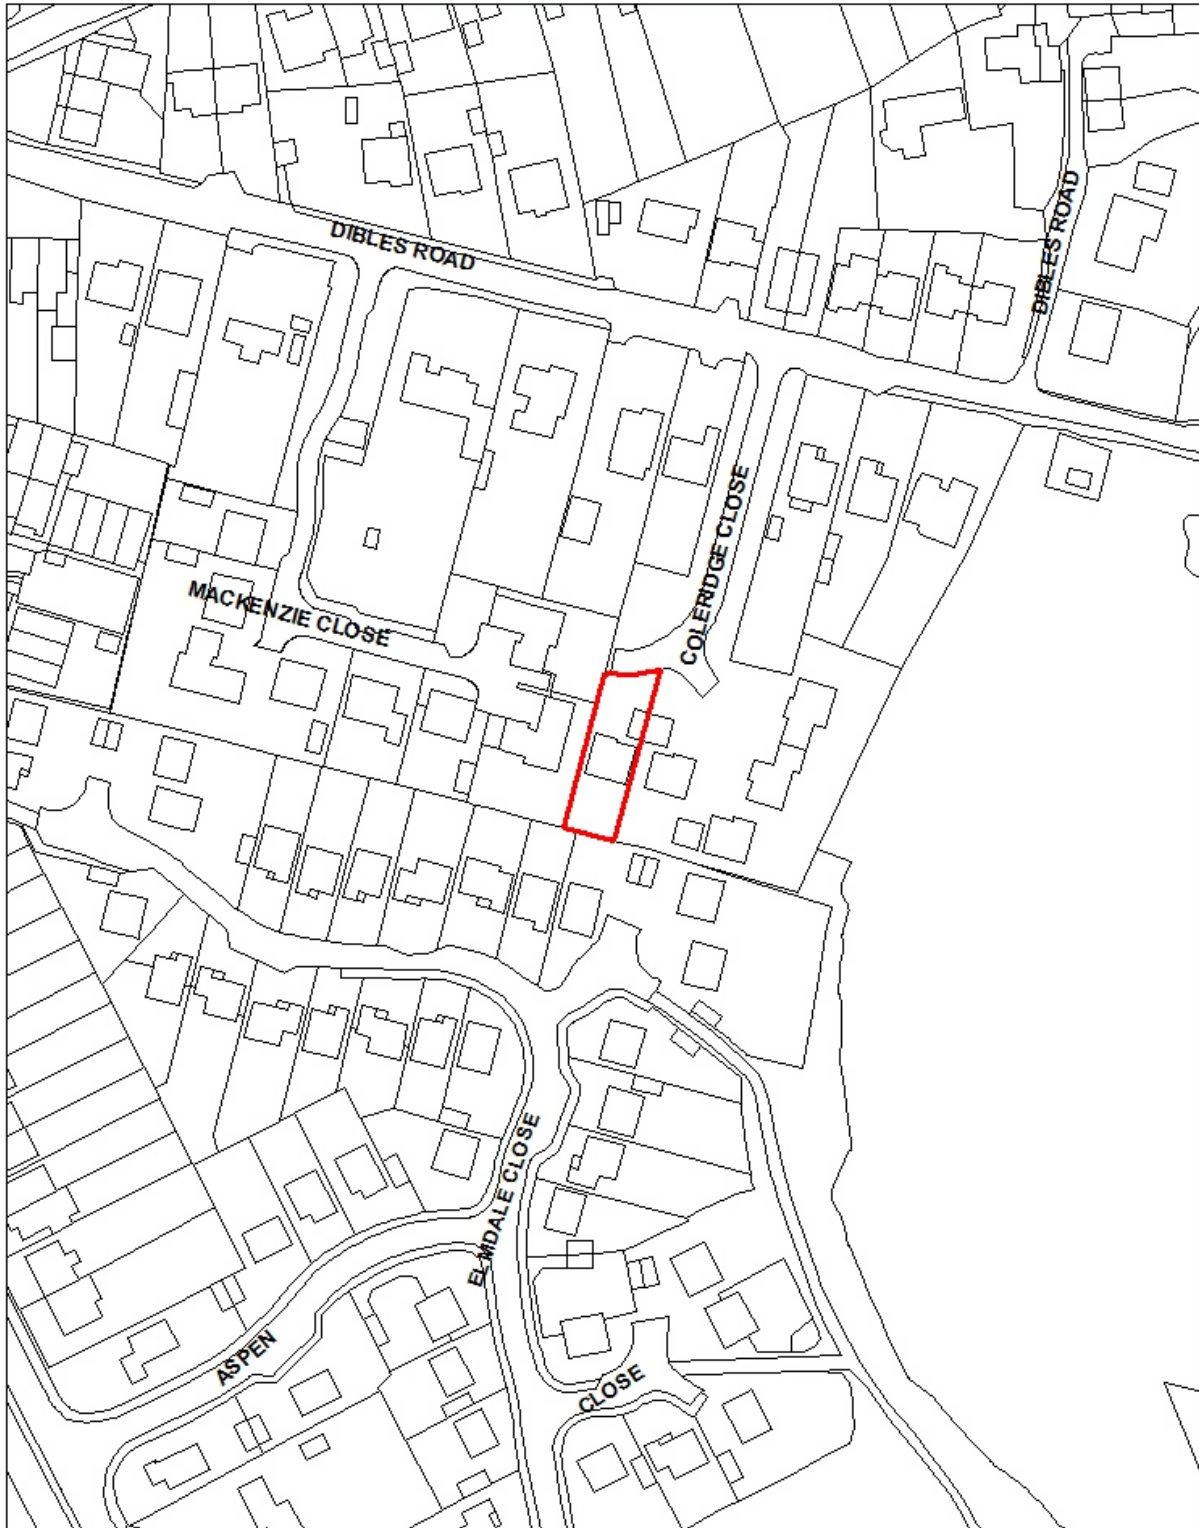 DIBLES ROAD
DIBLES ROAD
COLERIDGE CLOSE
MACKENZIE CLOSE
ELMDALE CLOSE
ASPEN
CLOSE